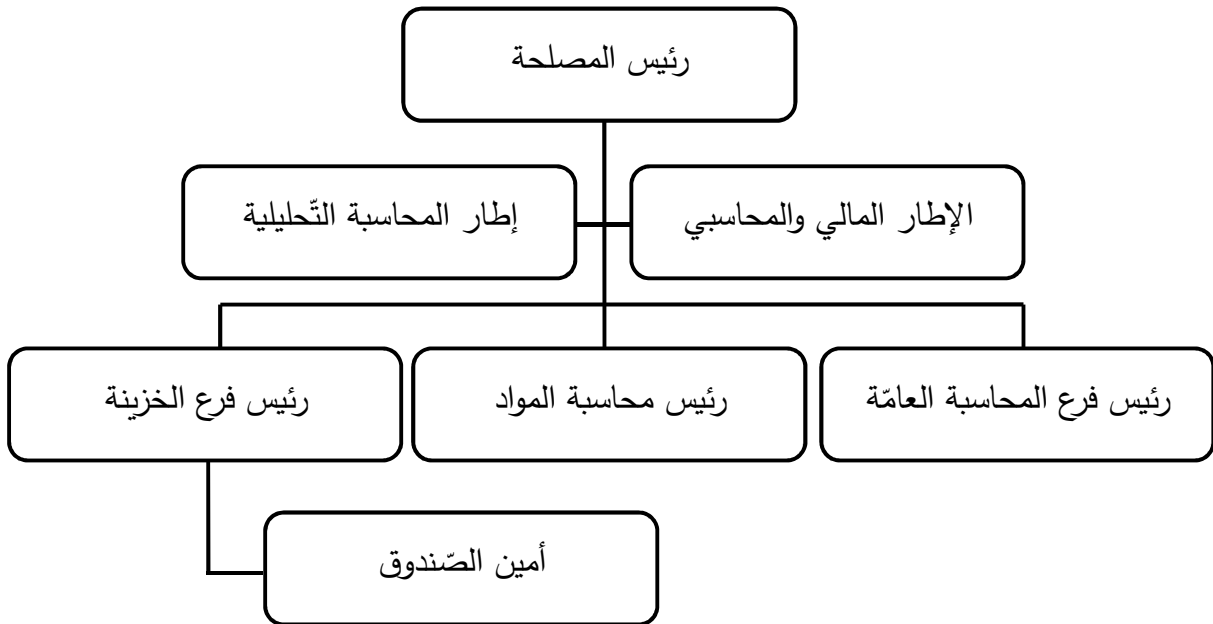 رئيس المصلحة
الإطار المالي والمحاسبي
إطار المحاسبة التّحليلية
رئيس فرع المحاسبة العامّة
رئيس محاسبة المواد
رئيس فرع الخزينة
أمين الصّندوق